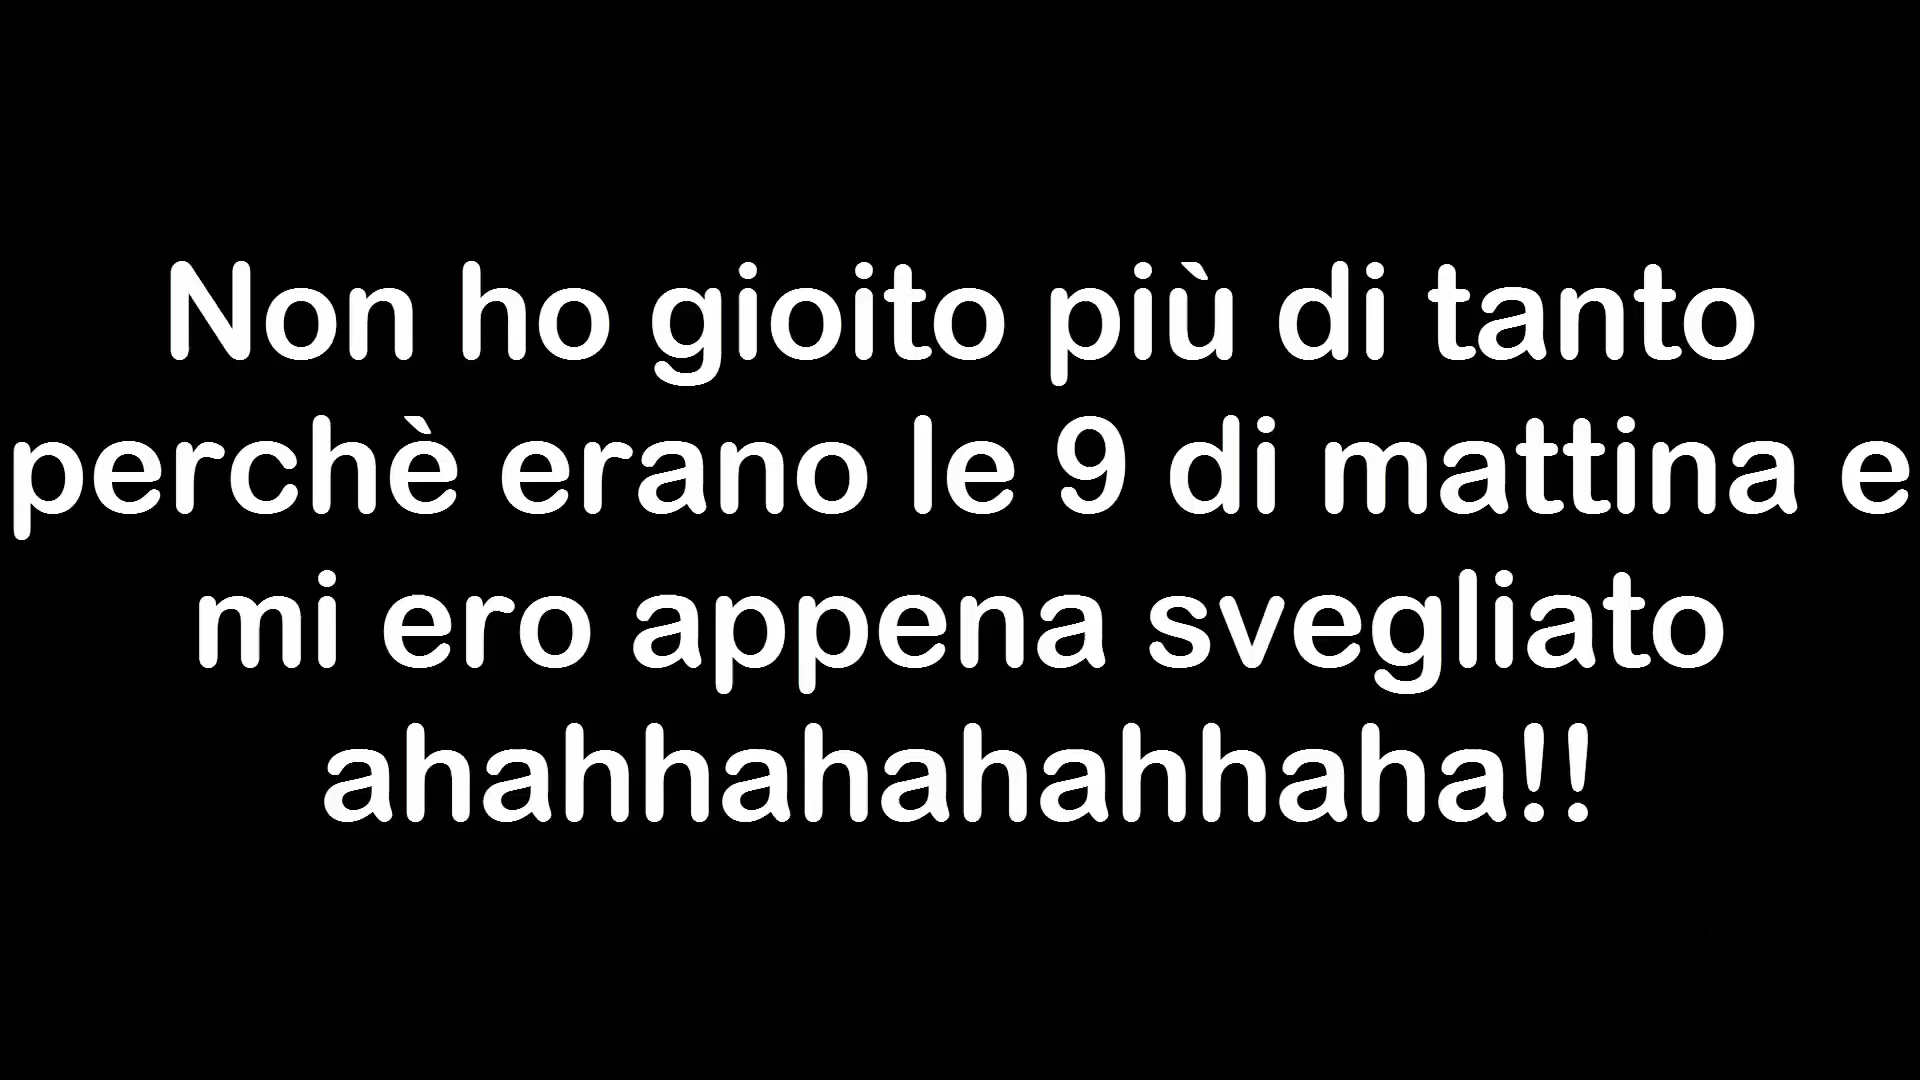 Non ho gioito più di tanto
perchè erano le 9 di mattina e
mi ero appena svegliato
ahahhahahahhaha!!